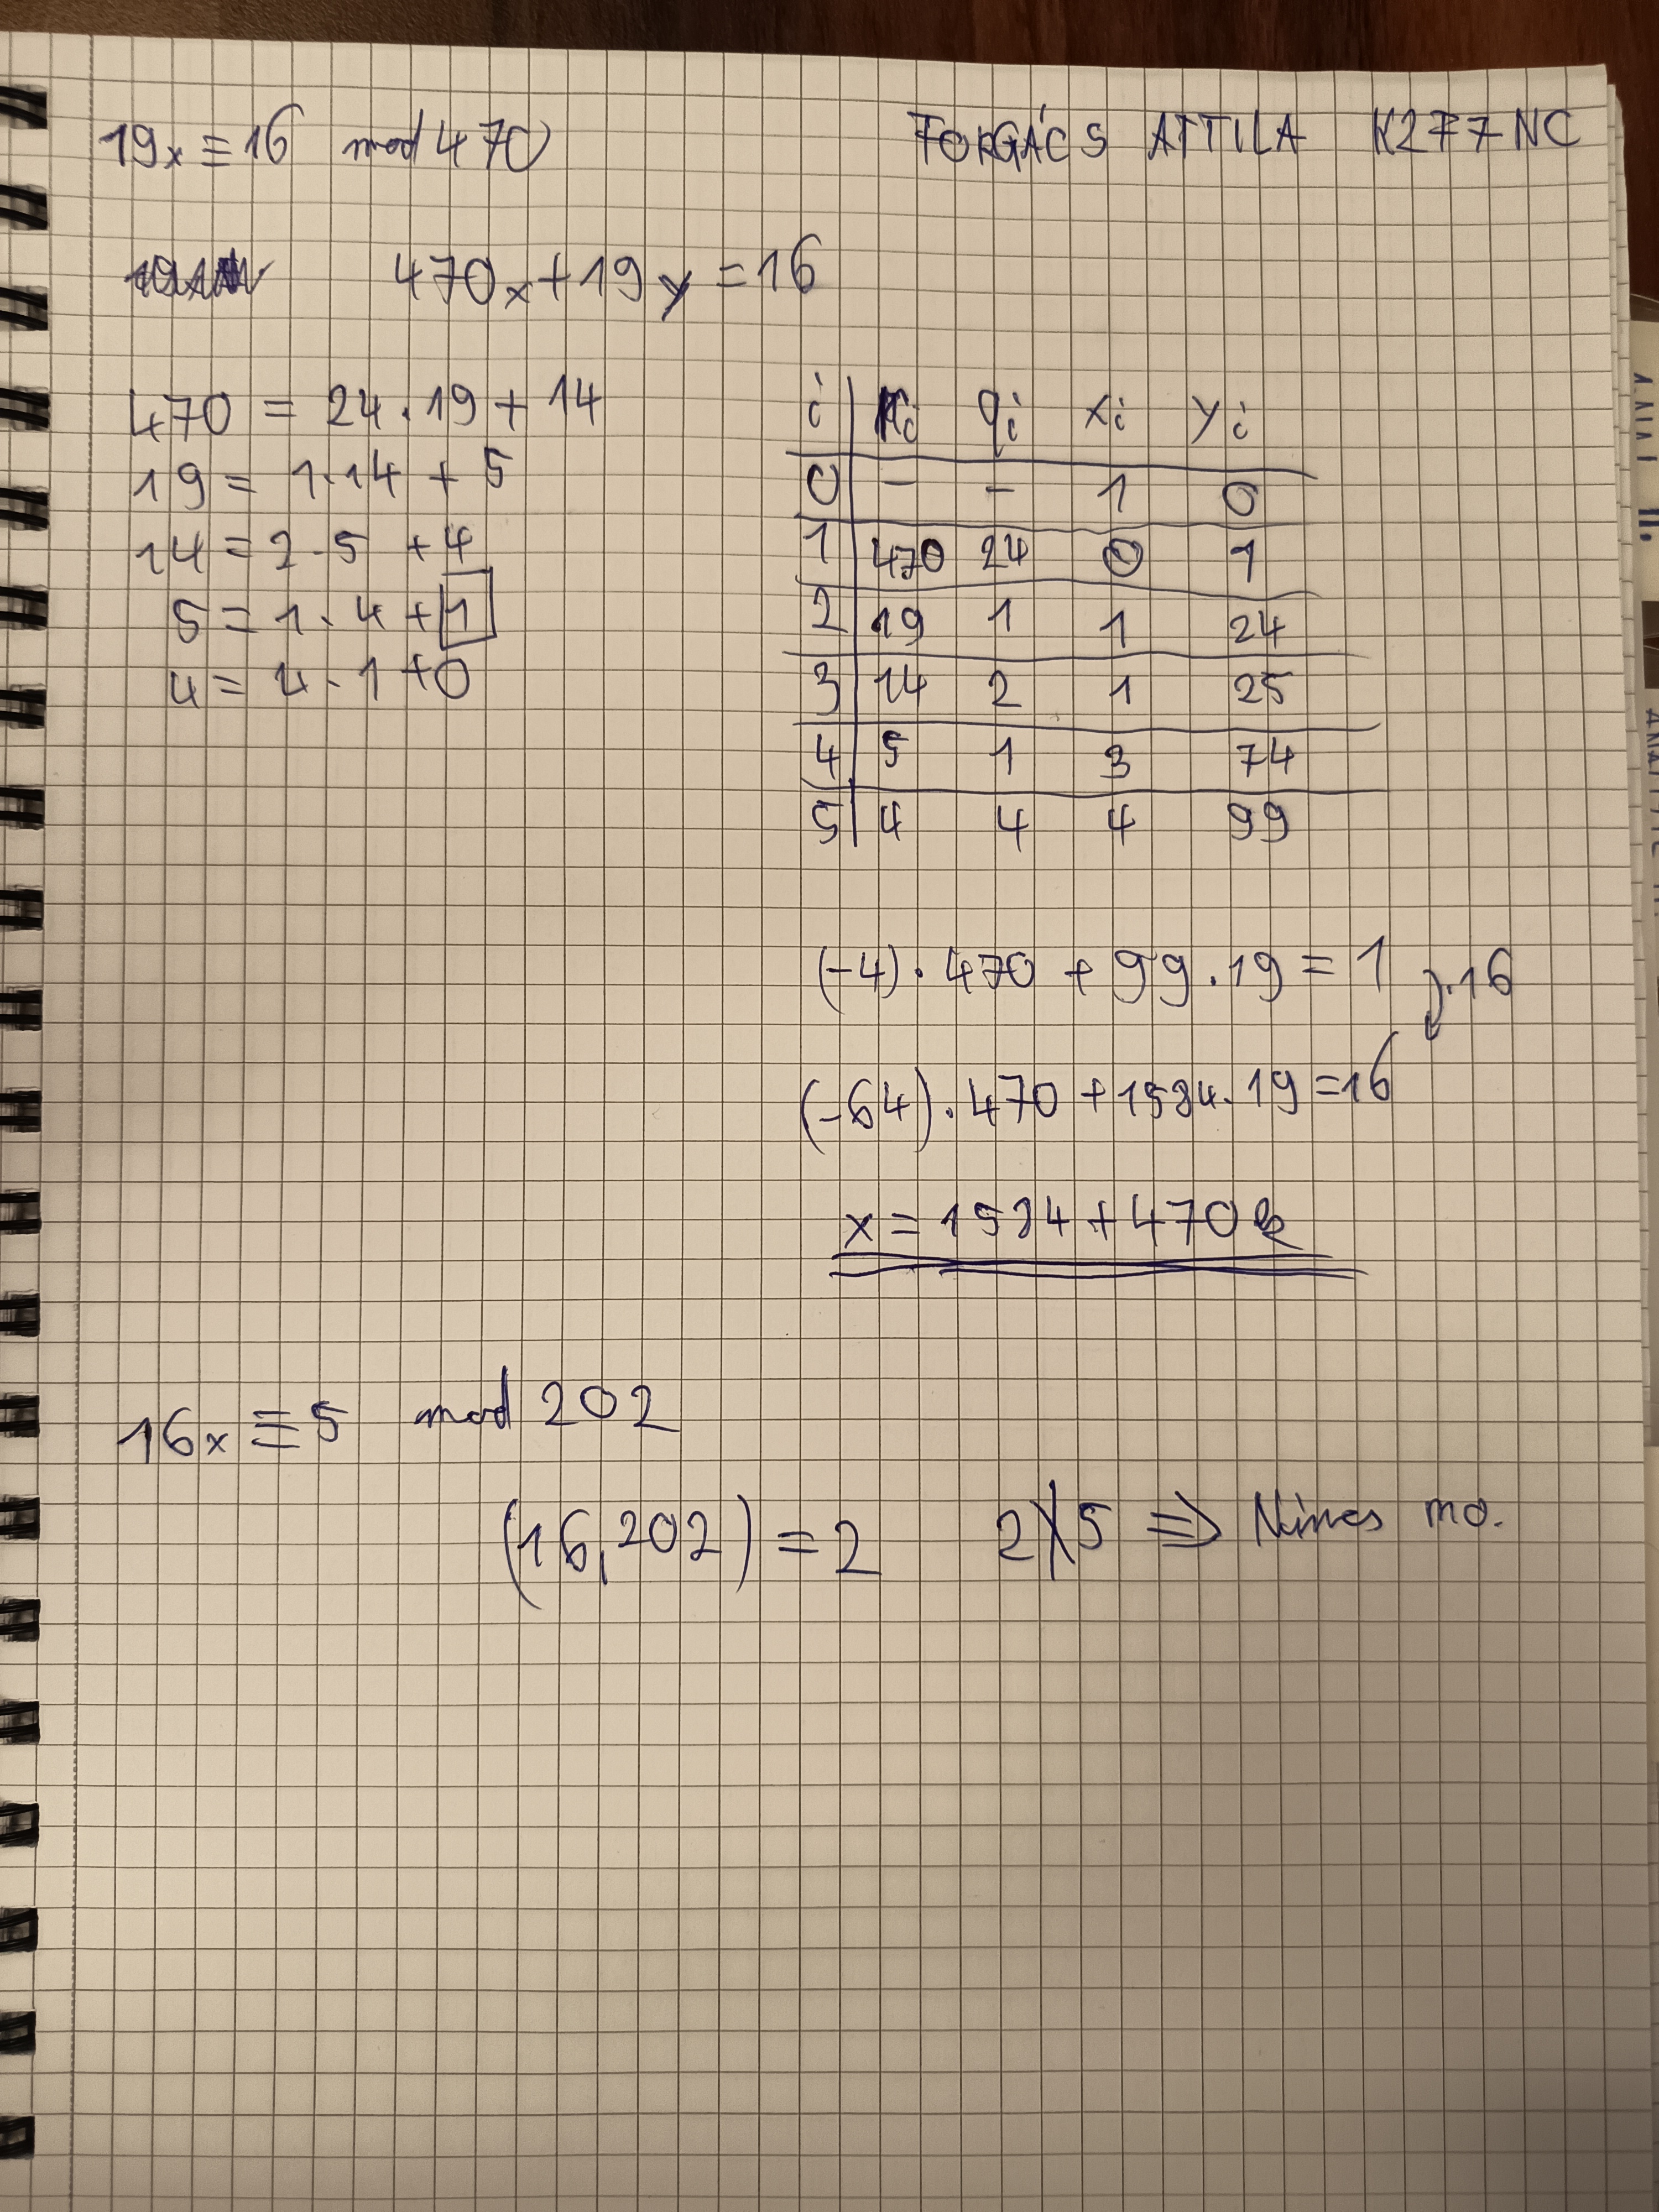 19x ≡ 16 mod 470
FORGÁCS ATTILA K2F7NC
470x + 19y = 16
470 = 24 · 19 + 14
19 = 1 · 14 + 5
14 = 2 · 5 + 4
5 = 1 · 4 + 1
4 = 4 · 1 + 0
i ri qi xi yi
0 - - 1 0
1 470 24 0 1
2 19 1 1 24
3 14 2 1 25
4 5 1 3 74
5 4 4 4 99
(-4) · 470 + 99 · 19 = 1 ) · 16
(-64) · 470 + 1584 · 19 = 16
x = 1584 + 470k
16x ≡ 5 mod 202
(16, 202) = 2 2∤5 ⇒ Nincs mo.